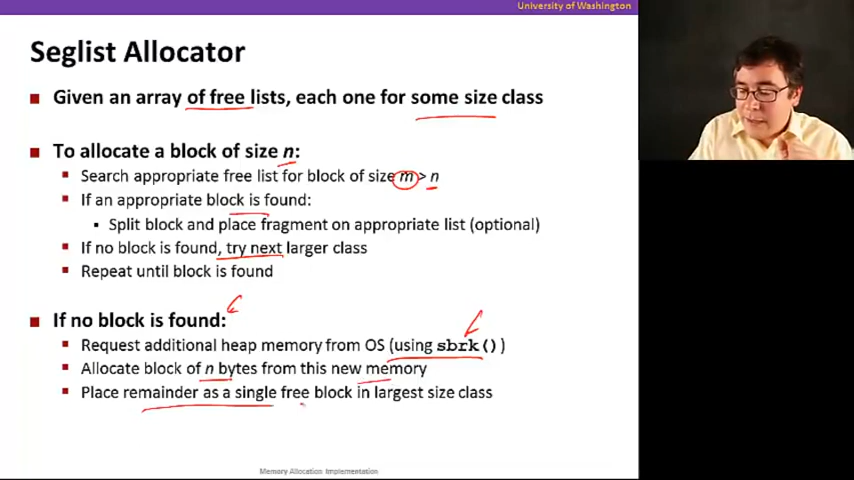 University of Washington
Seglist Allocator
Given an array of free lists, each one for some size class
To allocate a block of size n:
Search appropriate free list for block of size m > n
If an appropriate block is found:
Split block and place fragment on appropriate list (optional)
If no block is found, try next larger class
Repeat until block is found
If no block is found:
Request additional heap memory from OS (using sbrk())
Allocate block of n bytes from this new memory
Place remainder as a single free block in largest size class
Memory Allocation Implementation